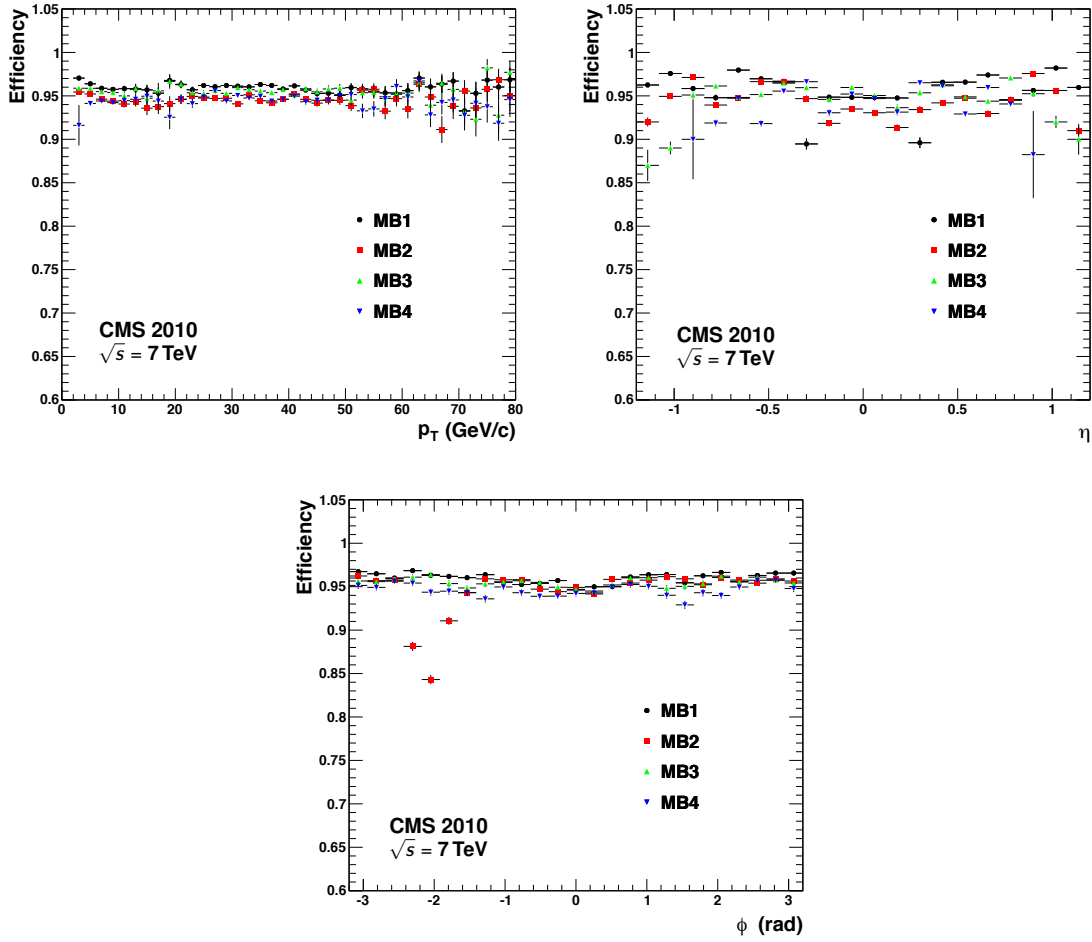 Efficiency
1.05
1
0.95
0.9
0.85
0.8
0.75
0.7
0.65
0.6
MB1
MB2
MB3
MB4
CMS 2010
√s = 7 TeV
0 10 20 30 40 50 60 70 80
p_T (GeV/c)
Efficiency
1.05
1
0.95
0.9
0.85
0.8
0.75
0.7
0.65
0.6
MB1
MB2
MB3
MB4
CMS 2010
√s = 7 TeV
-1 -0.5 0 0.5 1
η
Efficiency
1.05
1
0.95
0.9
0.85
0.8
0.75
0.7
0.65
0.6
MB1
MB2
MB3
MB4
CMS 2010
√s = 7 TeV
-3 -2 -1 0 1 2 3
ϕ (rad)